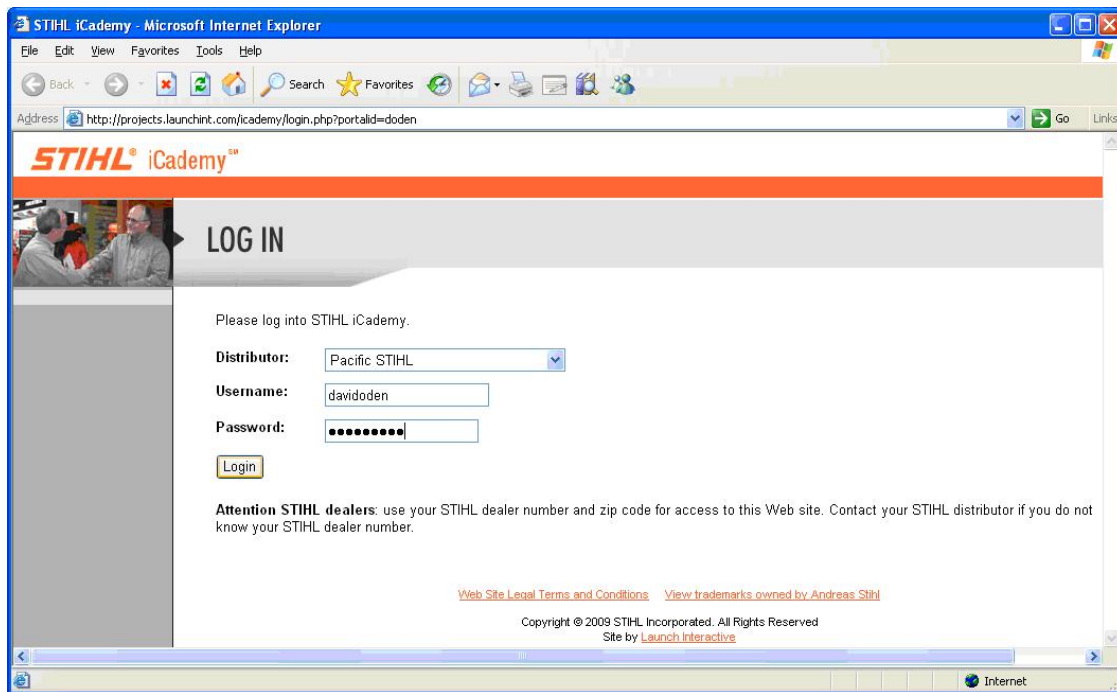 STIHL iCademy - Microsoft Internet Explorer
File Edit View Favorites Tools Help
Back Search Favorites
Address http://projects.launchint.com/icademy/login.php?portalid=doden Go Links
STIHL® iCademy℠
LOG IN
Please log into STIHL iCademy.
Distributor: Pacific STIHL
Username: davidoden
Password: •••••••••
Login
Attention STIHL dealers: use your STIHL dealer number and zip code for access to this Web site. Contact your STIHL distributor if you do not
know your STIHL dealer number.
Web Site Legal Terms and Conditions View trademarks owned by Andreas Stihl
Copyright © 2009 STIHL Incorporated. All Rights Reserved
Site by Launch Interactive
Internet